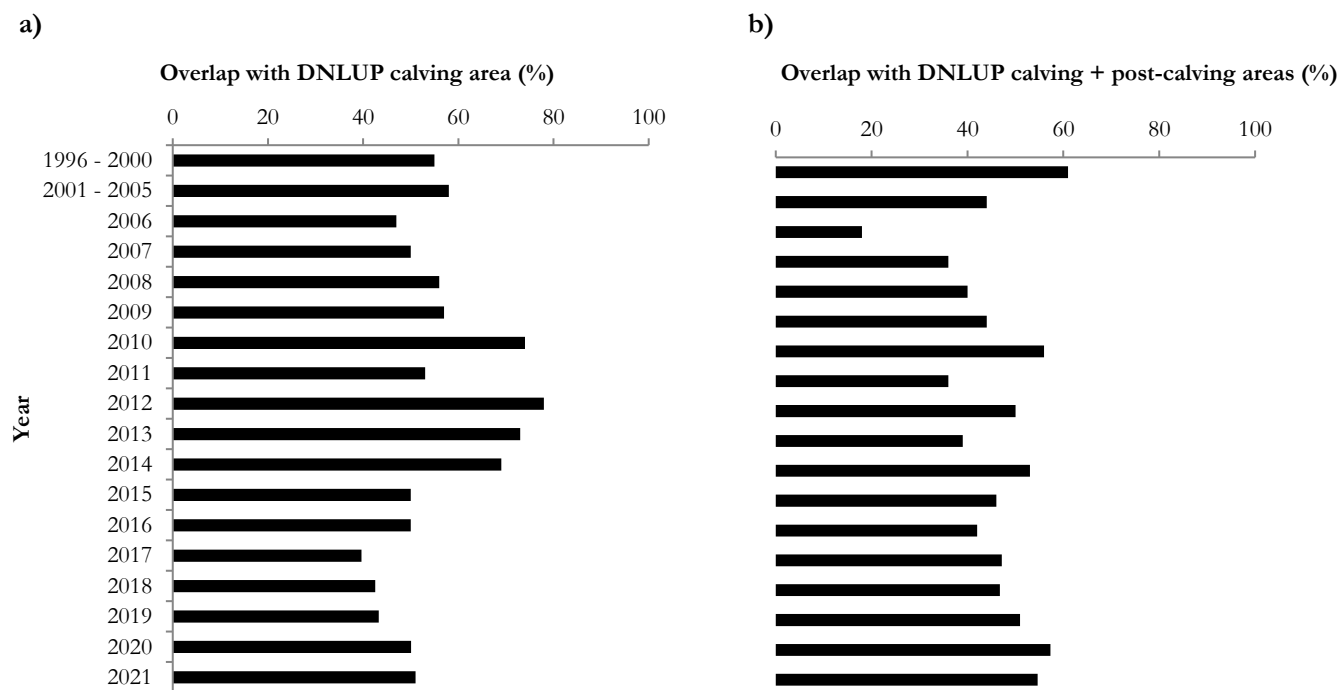 a)
Overlap with DNLUP calving area (%)
0 20 40 60 80 100
1996 - 2000
2001 - 2005
2006
2007
2008
2009
2010
2011
2012
2013
2014
2015
2016
2017
2018
2019
2020
2021
Year
b)
Overlap with DNLUP calving + post-calving areas (%)
0 20 40 60 80 100